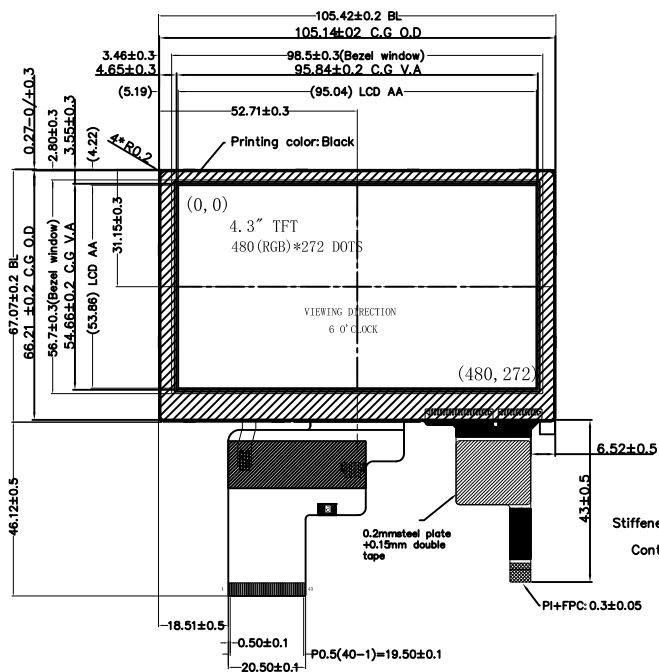 105.42±0.2 BL
105.14±02 C.G O.D
3.46±0.3
98.5±0.3(Bezel window)
4.65±0.3
95.84±0.2 C.G V.A
(5.19)
(95.04) LCD AA
52.71±0.3
0.27-0/+0.3
2.80±0.3
3.55±0.3
(4.22)
4*R0.2
Printing color:Black
(0,0)
4.3" TFT
480(RGB)*272 DOTS
31.15±0.3
67.07±0.2 BL
66.21 ±0.2 C.G O.D
56.7±0.3(Bezel window)
54.66±0.2 C.G V.A
(53.86) LCD AA
VIEWING DIRECTION
6 O'CLOCK
(480,272)
6.52±0.5
46.12±0.5
43±0.5
0.2mmsteel plate
+0.15mm double
tape
Stiffene
Cont
1
40
PI+FPC:0.3±0.05
18.51±0.5
0.50±0.1
P0.5(40-1)=19.50±0.1
20.50±0.1